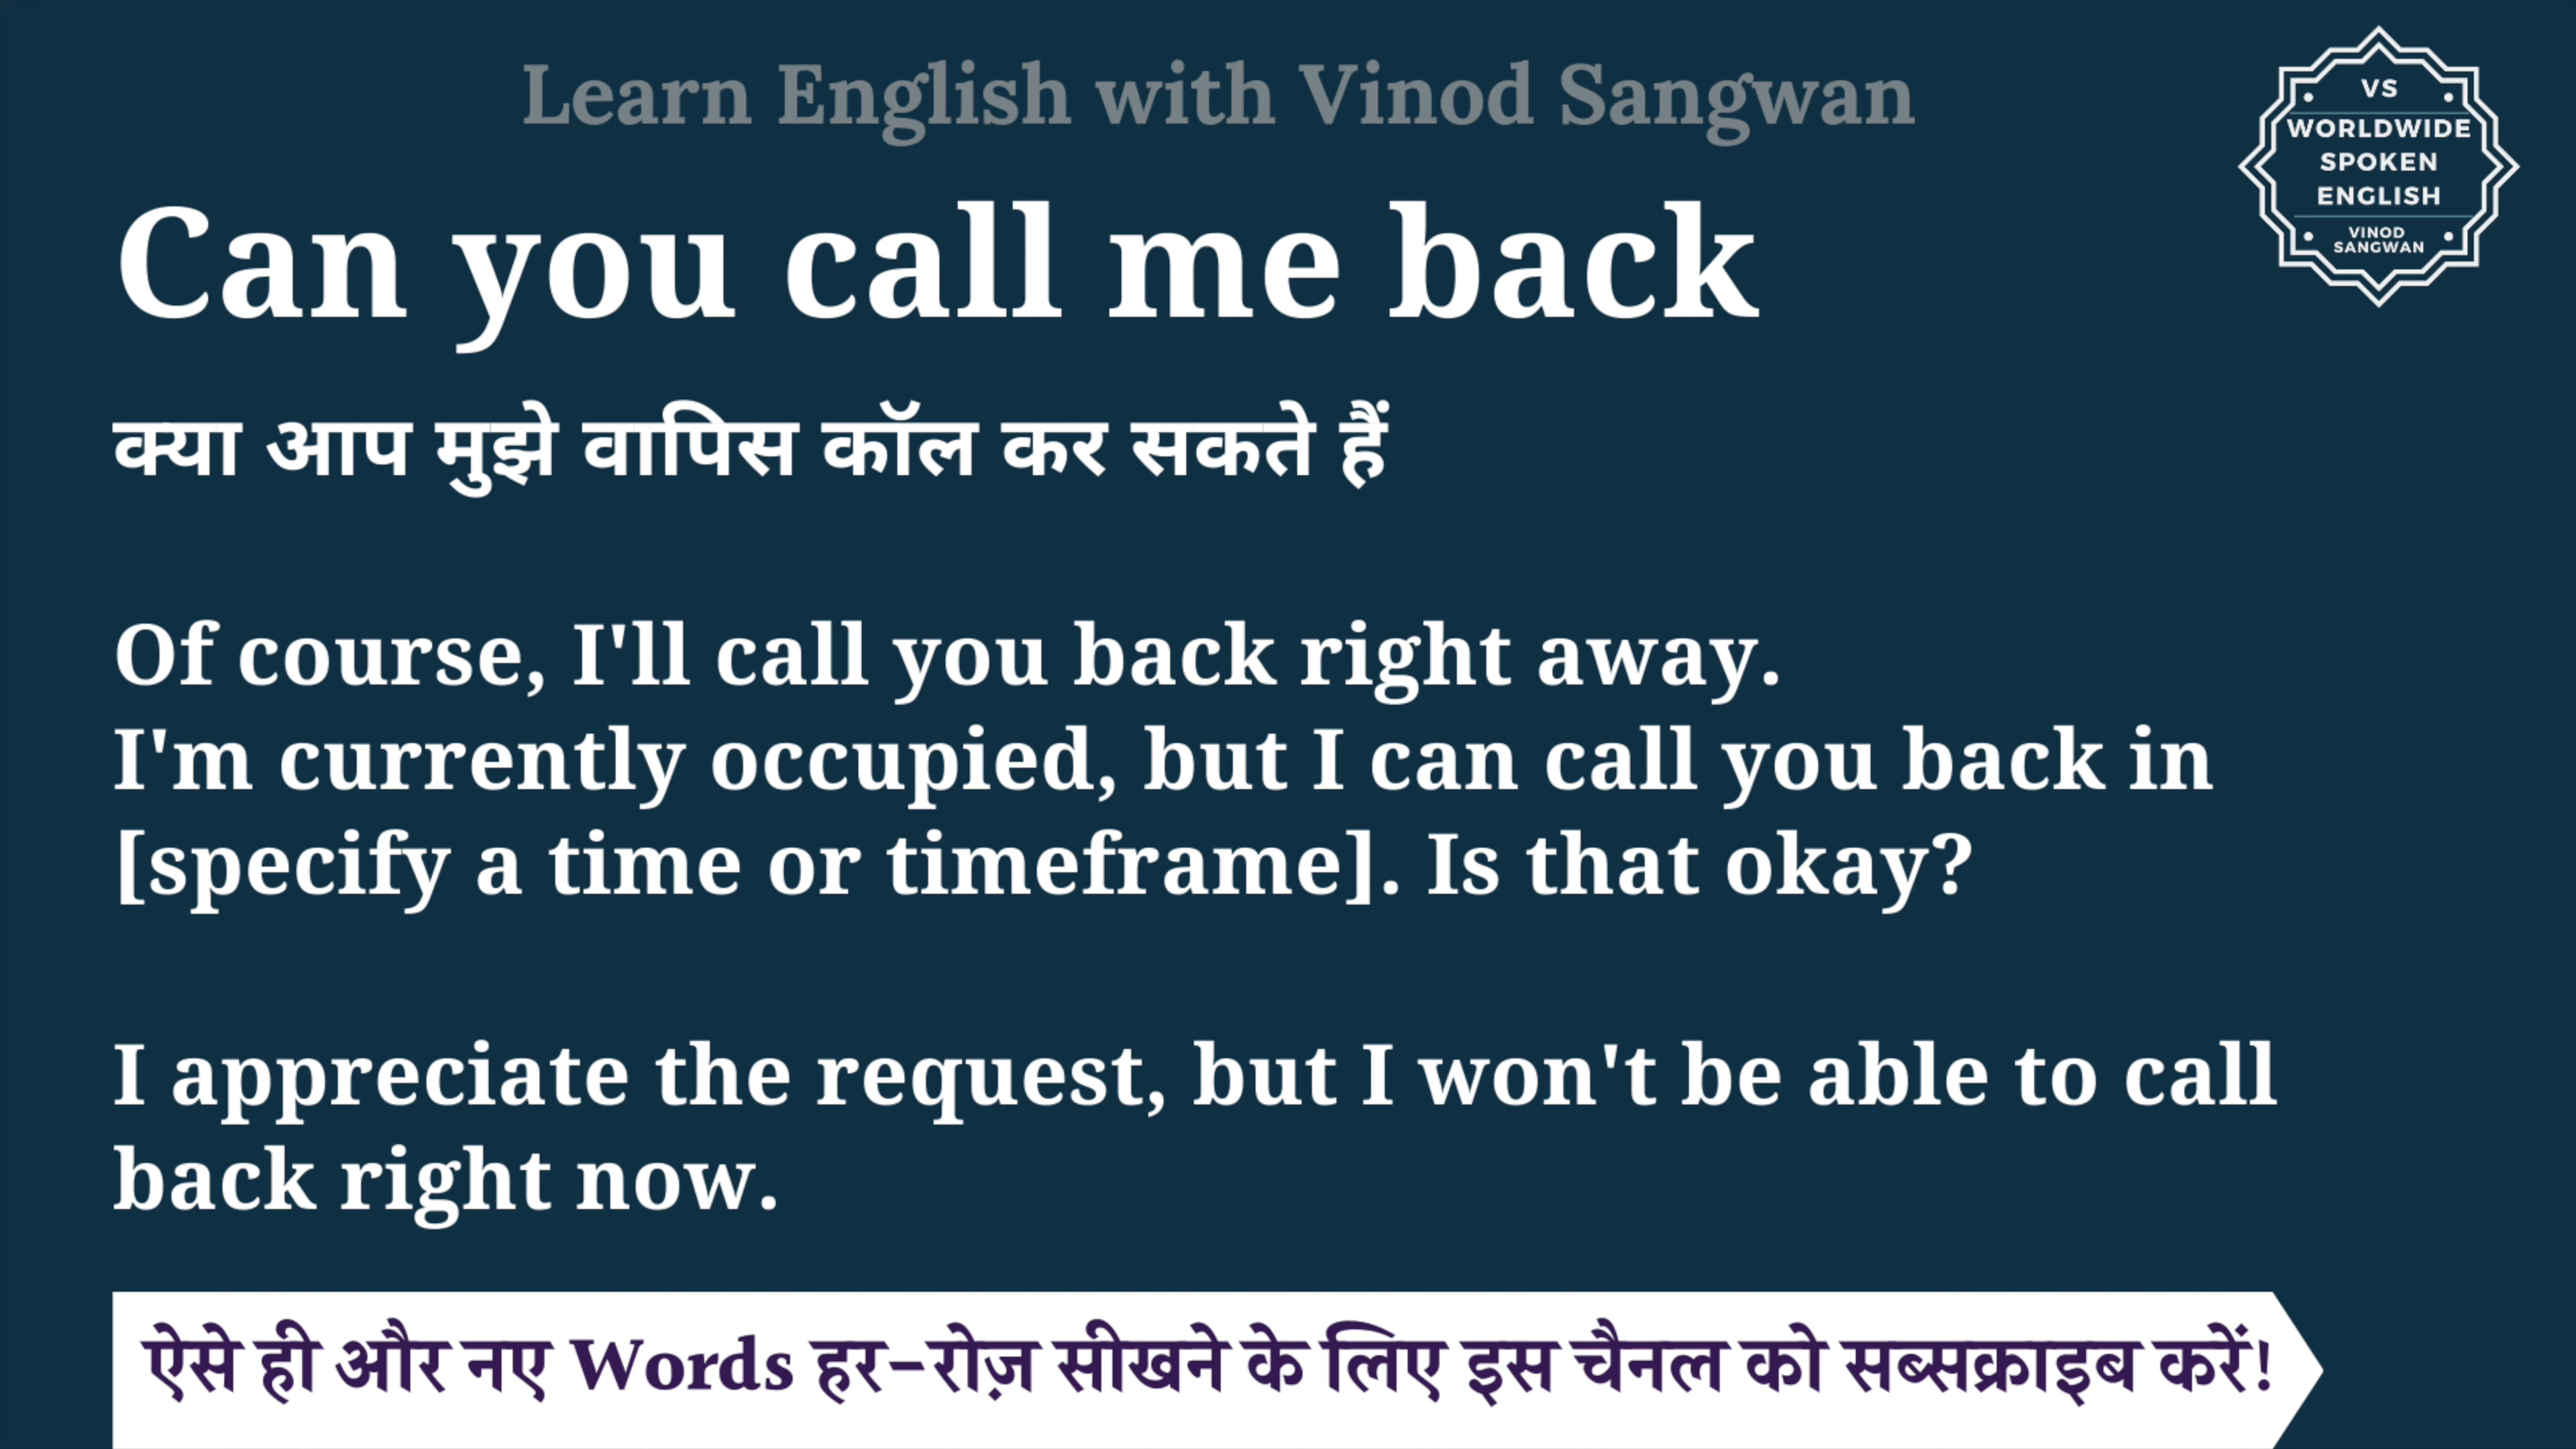 Learn English with Vinod Sangwan
VS
WORLDWIDE
SPOKEN
ENGLISH
VINOD
SANGWAN
Can you call me back
क्या आप मुझे वापिस कॉल कर सकते हैं
Of course, I'll call you back right away.
I'm currently occupied, but I can call you back in
[specify a time or timeframe]. Is that okay?
I appreciate the request, but I won't be able to call
back right now.
ऐसे ही और नए Words हर-रोज़ सीखने के लिए इस चैनल को सब्सक्राइब करें!